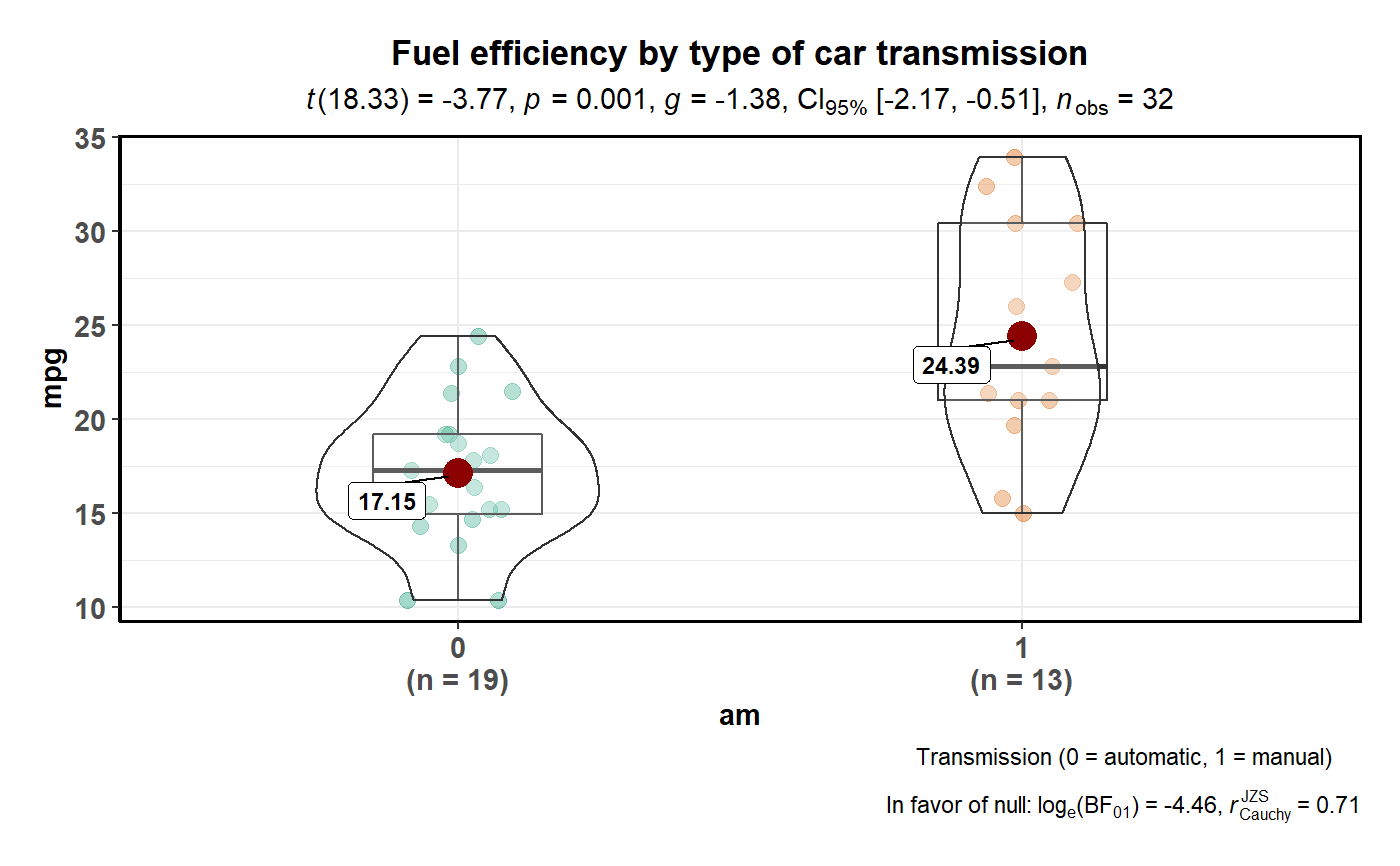 Fuel efficiency by type of car transmission
t(18.33) = -3.77, p = 0.001, g = -1.38, CI95% [-2.17, -0.51], nobs = 32
35
30
25
20
15
10
mpg
17.15
24.39
0
(n = 19)
1
(n = 13)
am
Transmission (0 = automatic, 1 = manual)
In favor of null: loge(BF01) = -4.46, rJZSCauchy = 0.71